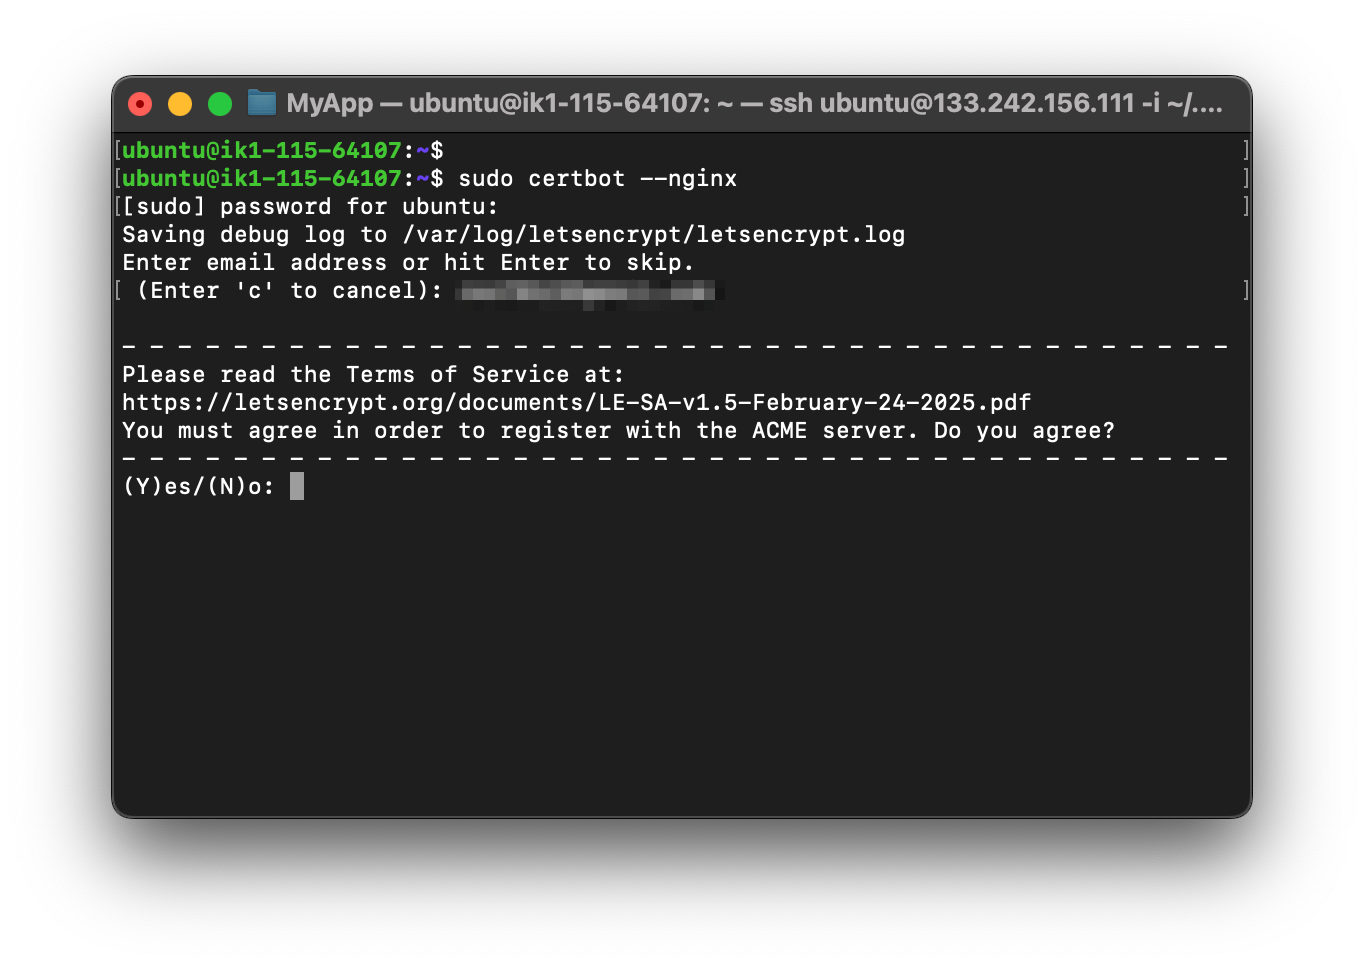 MyApp — ubuntu@ik1-115-64107: ~ — ssh ubuntu@133.242.156.111 -i ~/....
[ubuntu@ik1-115-64107:~$ ]
[ubuntu@ik1-115-64107:~$ sudo certbot --nginx ]
[[sudo] password for ubuntu: ]
Saving debug log to /var/log/letsencrypt/letsencrypt.log
Enter email address or hit Enter to skip.
[ (Enter 'c' to cancel): ]
- - - - - - - - - - - - - - - - - - - - - - - - - - - - - - - - - - - - - - - -
Please read the Terms of Service at:
https://letsencrypt.org/documents/LE-SA-v1.5-February-24-2025.pdf
You must agree in order to register with the ACME server. Do you agree?
- - - - - - - - - - - - - - - - - - - - - - - - - - - - - - - - - - - - - - - -
(Y)es/(N)o: